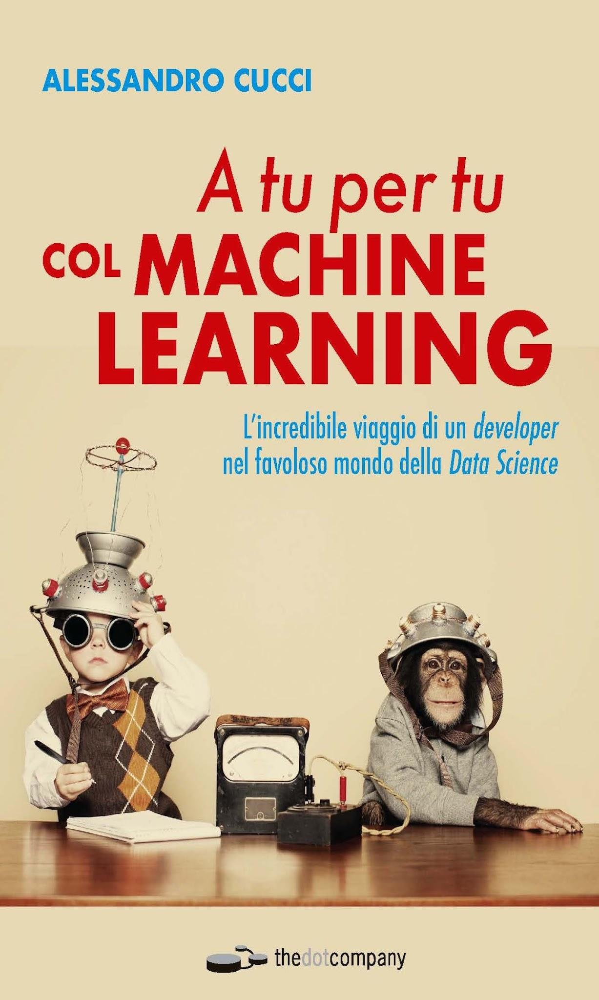 ALESSANDRO CUCCI
A tu per tu
COL MACHINE
LEARNING
L'incredibile viaggio di un developer
nel favoloso mondo della Data Science
thedotcompany